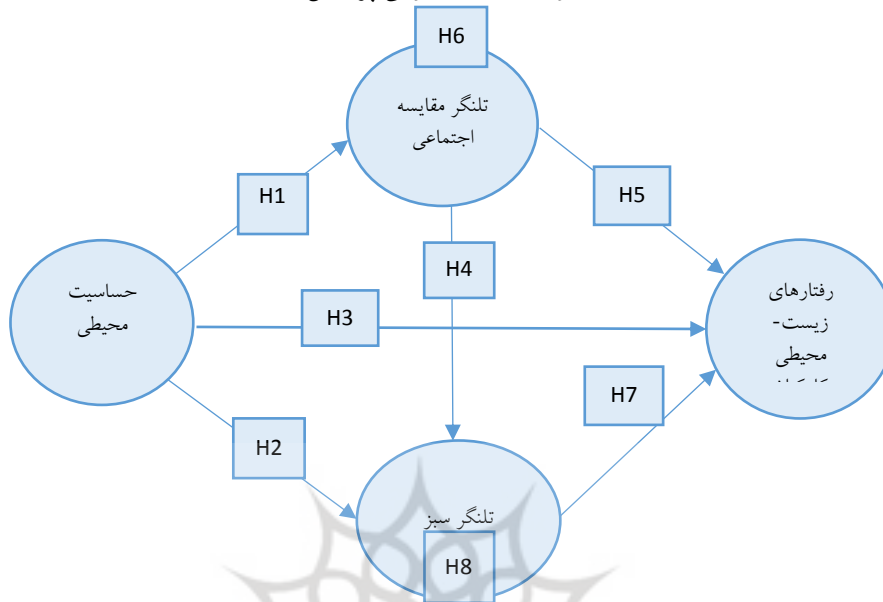 H6
تلنگر مقایسه
اجتماعی
H1
H5
H4
حساسیت
محیطی
H3
رفتارهای
زیست-
محیطی
H7
H2
تلنگر سبز
H8